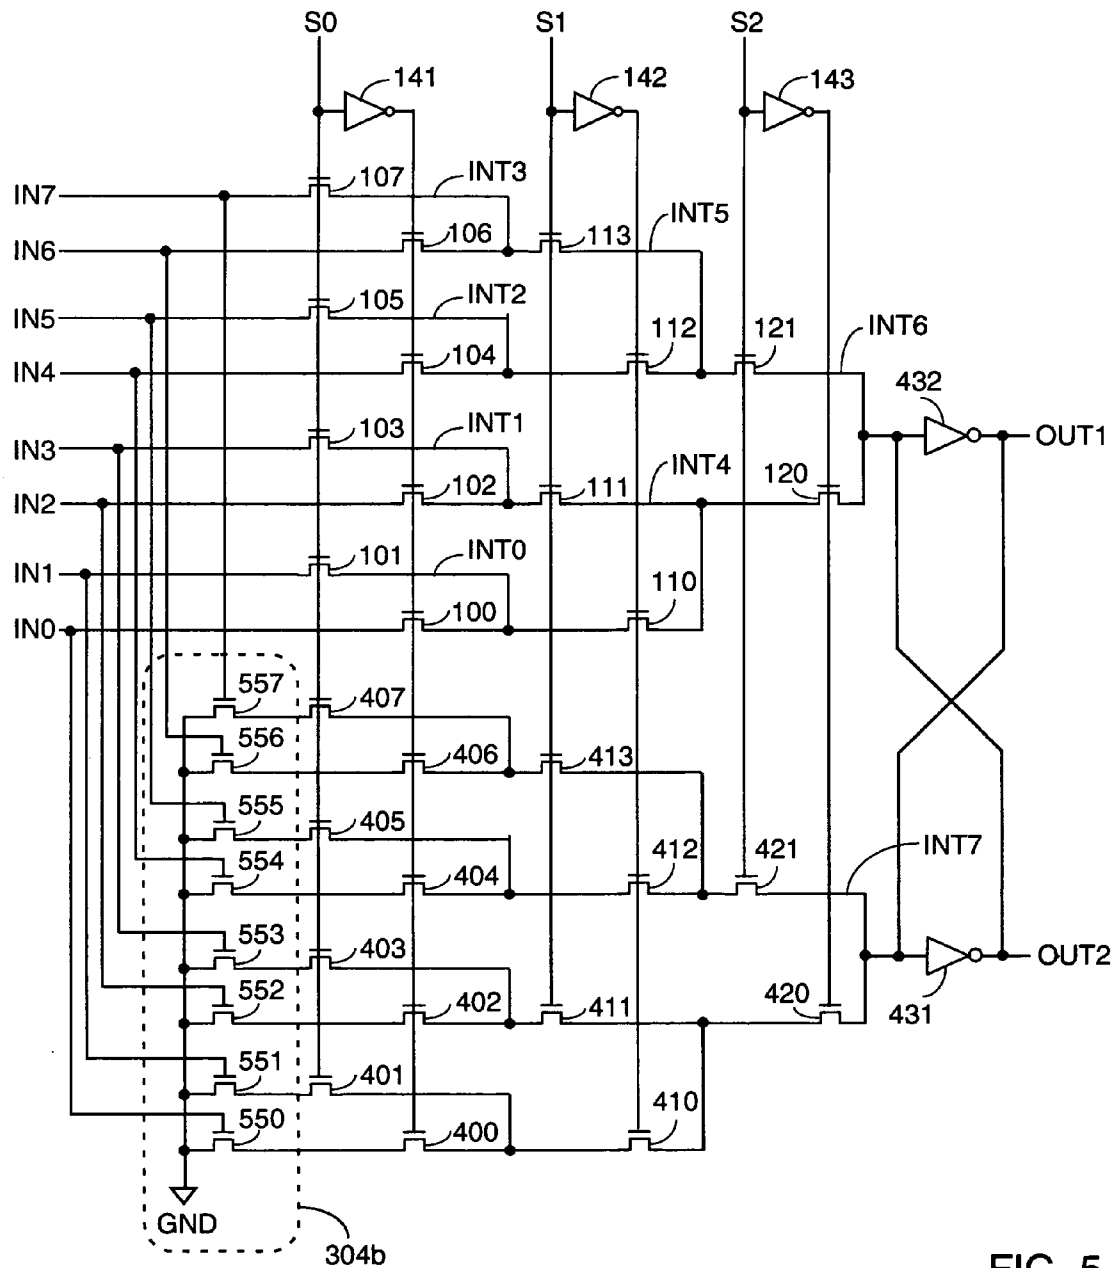 S0 S1 S2
141 142 143
IN7 107 INT3
INT5
IN6 106 113
IN5 105 INT2
IN4 104 112 121 INT6
432
OUT1
IN3 103 INT1
IN2 102 111 INT4 120
IN1 101 INT0
IN0 100 110
557 407
556 406 413
555 405
554 404 412 421 INT7
553 403
OUT2
552 402 411 420 431
551 401
550 400 410
GND
304b
FIG. 5